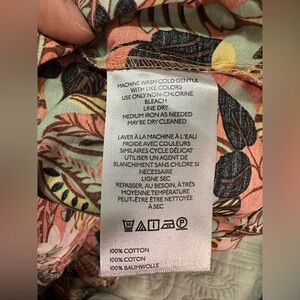 MACHINE WASH COLD GENTLE
WITH LIKE COLORS
USE ONLY NON-CHLORINE
BLEACH
LINE DRY
MEDIUM IRON AS NEEDED
MAY BE DRY CLEANED
LAVER À LA MACHINE À L'EAU
FROIDE AVEC COULEURS
SIMILAIRES CYCLE DÉLICAT
UTILISER UN AGENT DE
BLANCHIMENT SANS CHLORE SI
NÉCESSAIRE
LIGNE SEC
REPASSER, AU BESOIN, À TRÈS
MOYENNE TEMPÉRATURE
PEUT-ÊTRE ÊTRE NETTOYÉ
À SEC
100% COTTON
100% COTON
100% BAUMWOLLE